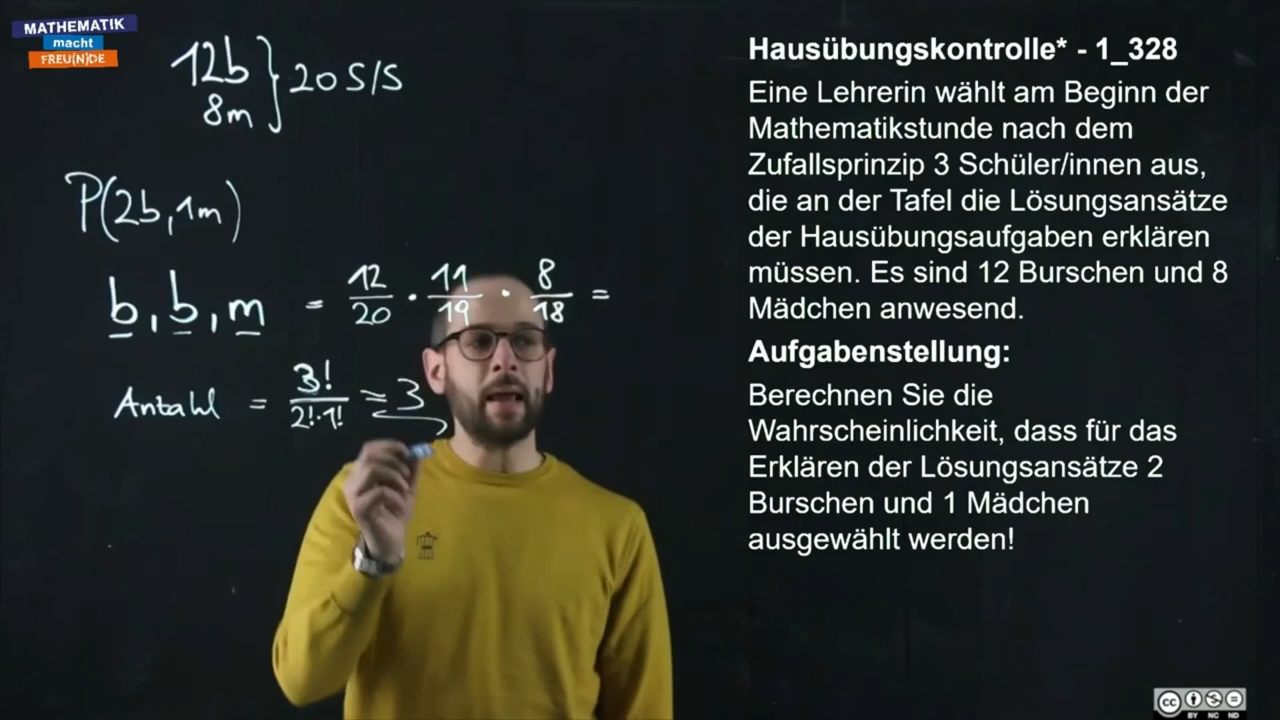 MATHEMATIK
macht
FREU(N)DE
12b
8m } 20 S/S
P(2b, 1m)
b, b, m = 12/20 · 11/19 · 8/18 =
Antahl = 3!/2!·1! = 3
Hausübungskontrolle* - 1_328
Eine Lehrerin wählt am Beginn der
Mathematikstunde nach dem
Zufallsprinzip 3 Schüler/innen aus,
die an der Tafel die Lösungsansätze
der Hausübungsaufgaben erklären
müssen. Es sind 12 Burschen und 8
Mädchen anwesend.
Aufgabenstellung:
Berechnen Sie die
Wahrscheinlichkeit, dass für das
Erklären der Lösungsansätze 2
Burschen und 1 Mädchen
ausgewählt werden!
cc
BY NC ND